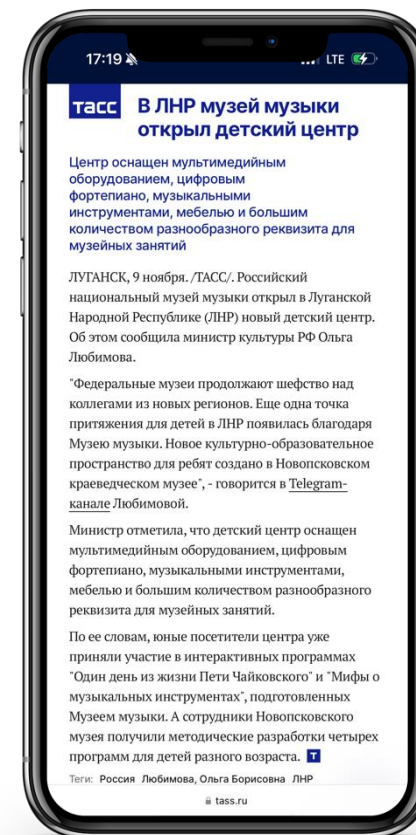 17:19
LTE
ТАСС
В ЛНР музей музыки
открыл детский центр
Центр оснащен мультимедийным
оборудованием, цифровым
фортепиано, музыкальными
инструментами, мебелью и большим
количеством разнообразного реквизита для
музейных занятий
ЛУГАНСК, 9 ноября. /ТАСС/. Российский
национальный музей музыки открыл в Луганской
Народной Республике (ЛНР) новый детский центр.
Об этом сообщила министр культуры РФ Ольга
Любимова.
"Федеральные музеи продолжают шефство над
коллегами из новых регионов. Еще одна точка
притяжения для детей в ЛНР появилась благодаря
Музею музыки. Новое культурно-образовательное
пространство для ребят создано в Новопсковском
краеведческом музее", - говорится в Telegram-
канале Любимовой.
Министр отметила, что детский центр оснащен
мультимедийным оборудованием, цифровым
фортепиано, музыкальными инструментами,
мебелью и большим количеством разнообразного
реквизита для музейных занятий.
По ее словам, юные посетители центра уже
приняли участие в интерактивных программах
"Один день из жизни Пети Чайковского" и "Мифы о
музыкальных инструментах", подготовленных
Музеем музыки. А сотрудники Новопсковского
музея получили методические разработки четырех
программ для детей разного возраста. Т
Теги: Россия Любимова, Ольга Борисовна ЛНР
tass.ru